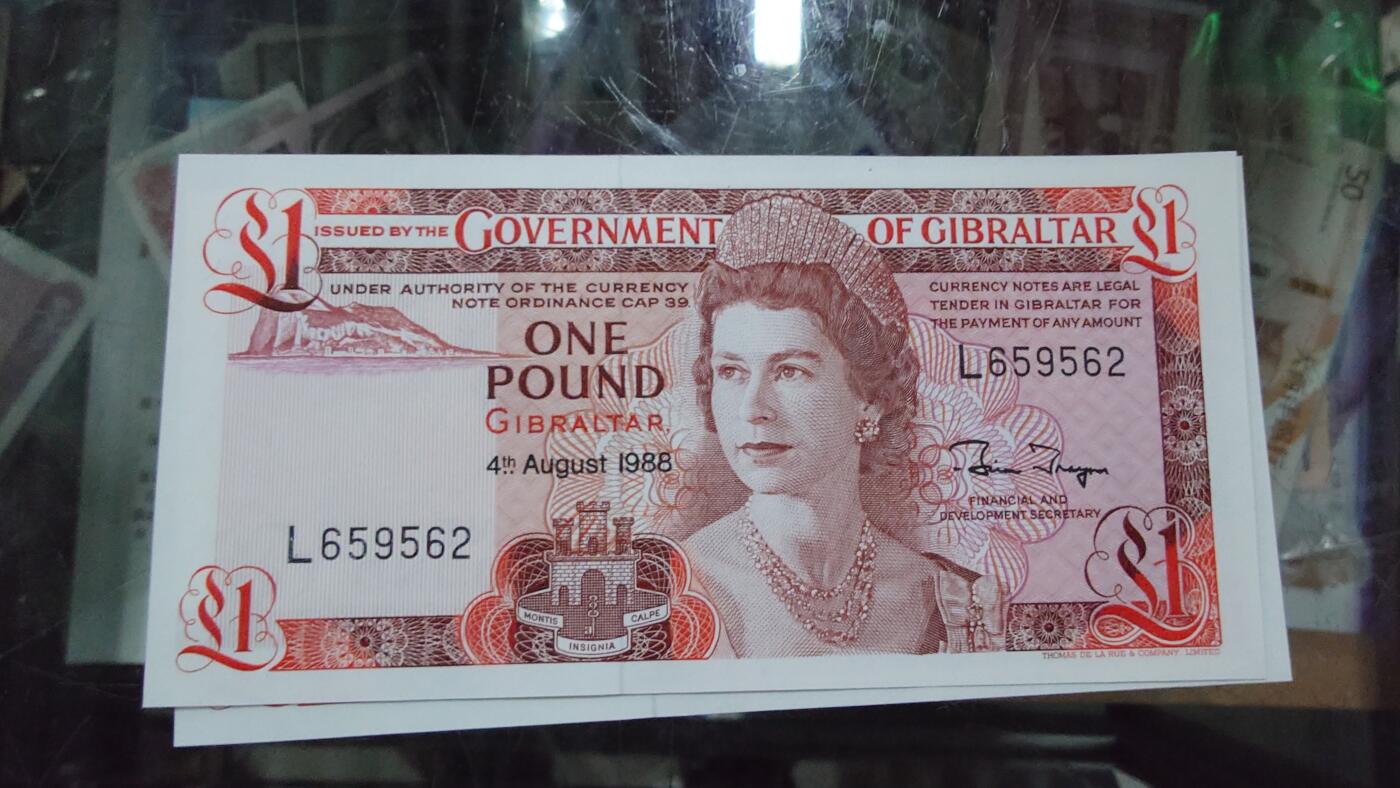 £1
ISSUED BY THE GOVERNMENT OF GIBRALTAR
£1
UNDER AUTHORITY OF THE CURRENCY
NOTE ORDINANCE CAP 39.
CURRENCY NOTES ARE LEGAL
TENDER IN GIBRALTAR FOR
THE PAYMENT OF ANY AMOUNT
ONE
POUND
GIBRALTAR,
4th August 1988
L659562
FINANCIAL AND
DEVELOPMENT SECRETARY
L659562
£1
MONTIS
INSIGNIA
CALPE
£1
THOMAS DE LA RUE & COMPANY, LIMITED
50